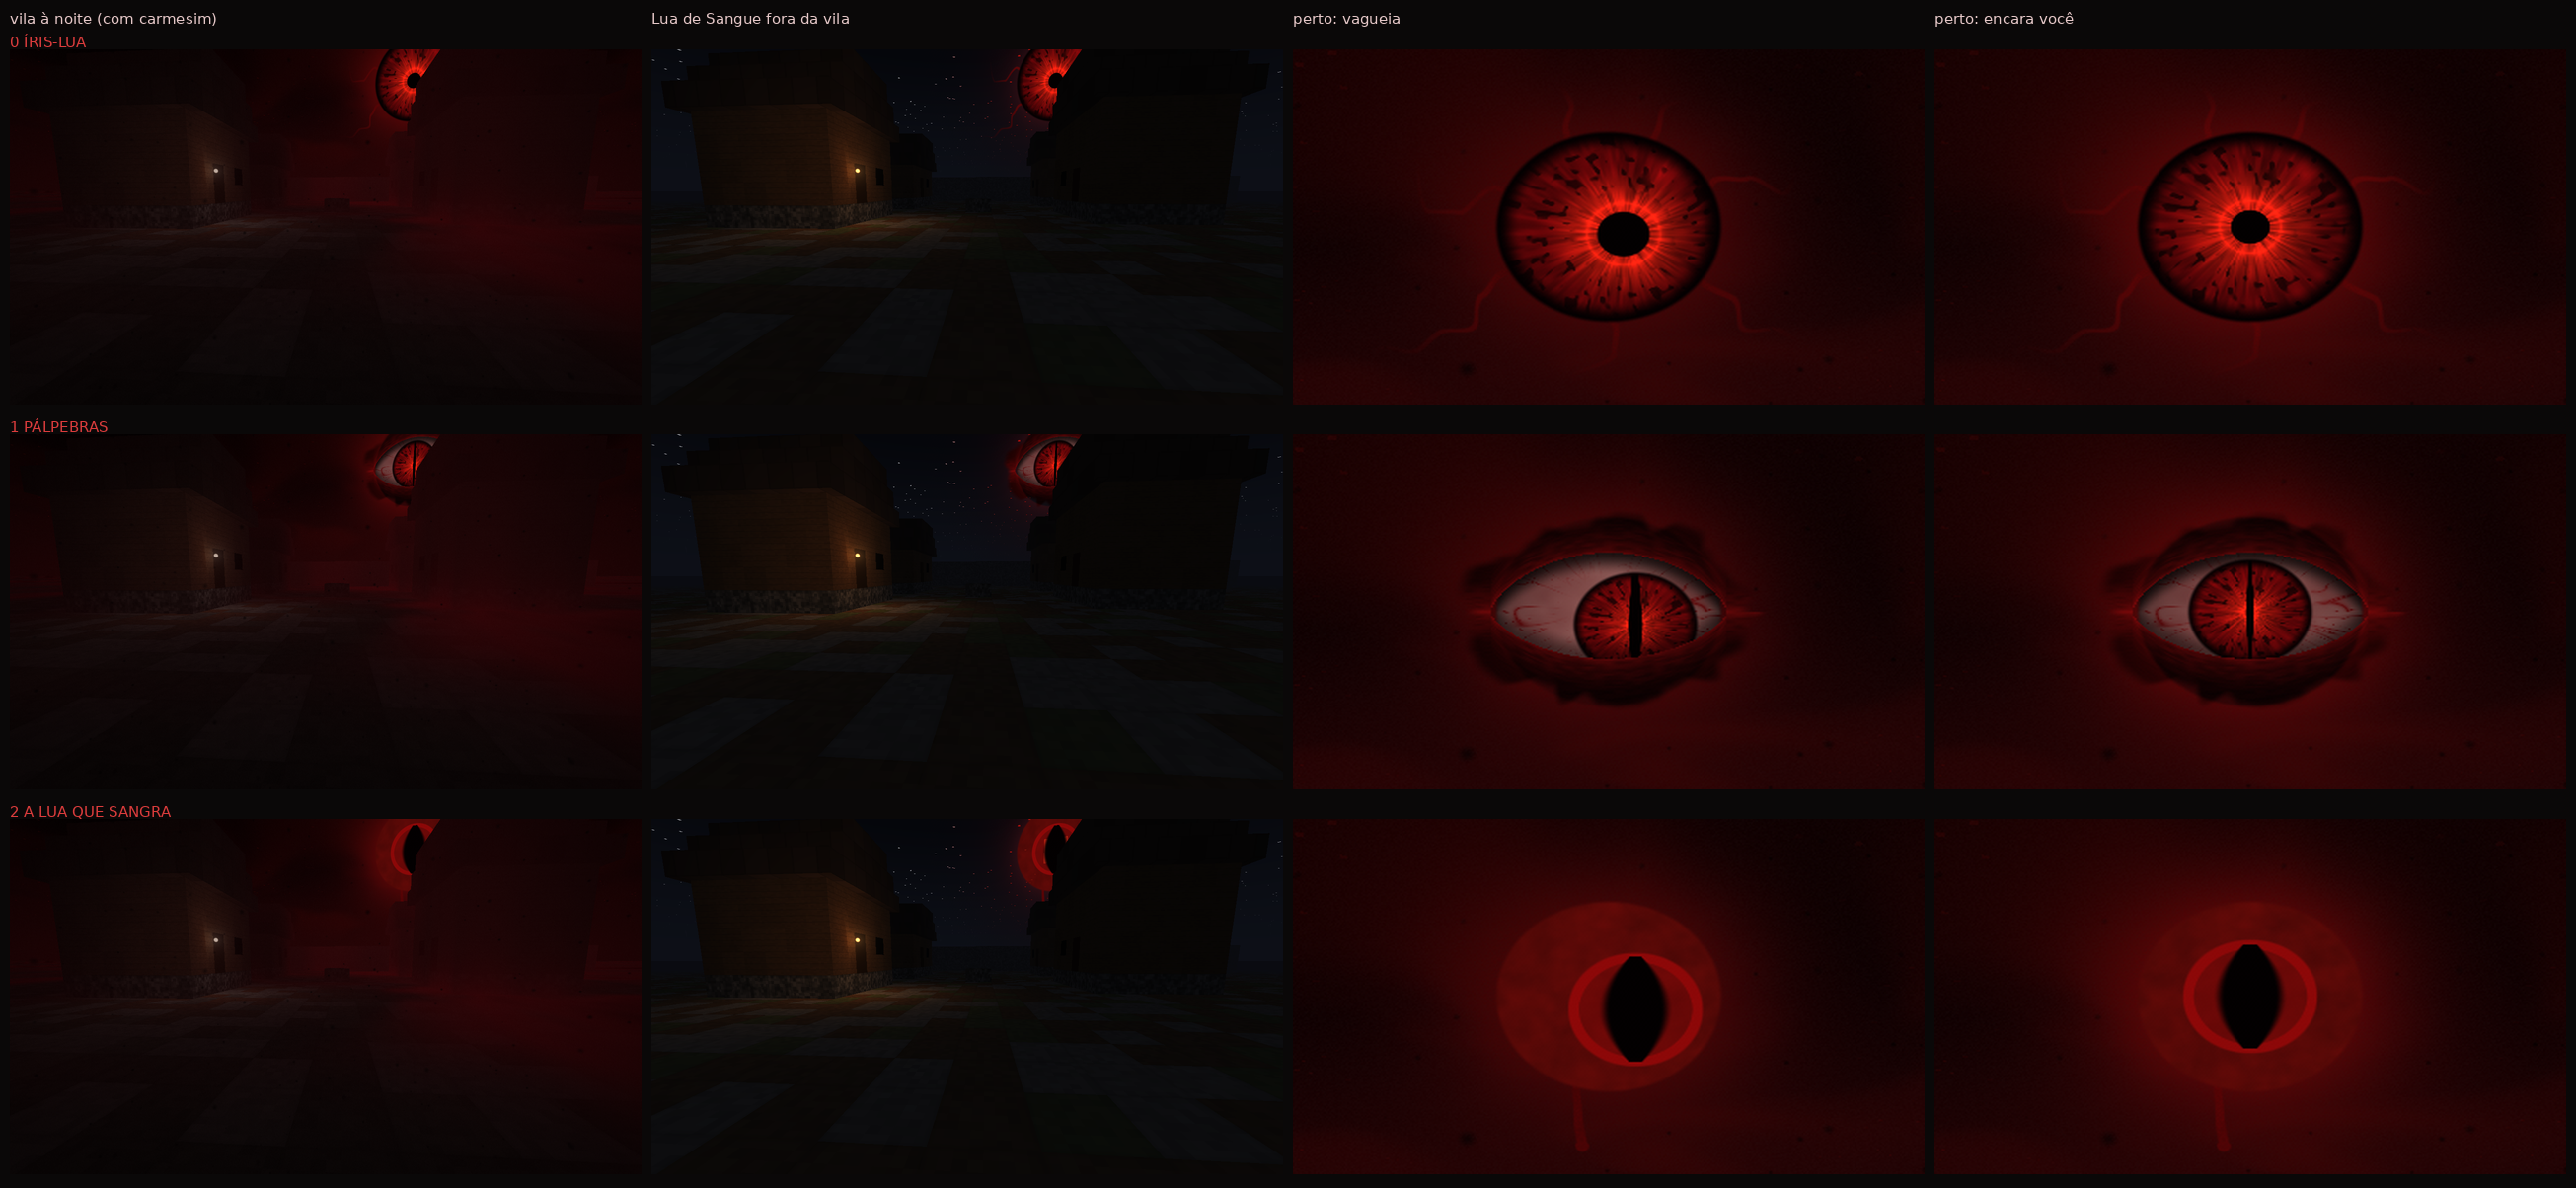 vila à noite (com carmesim)
Lua de Sangue fora da vila
perto: vagueia
perto: encara você
0 ÍRIS-LUA
1 PÁLPEBRAS
2 A LUA QUE SANGRA